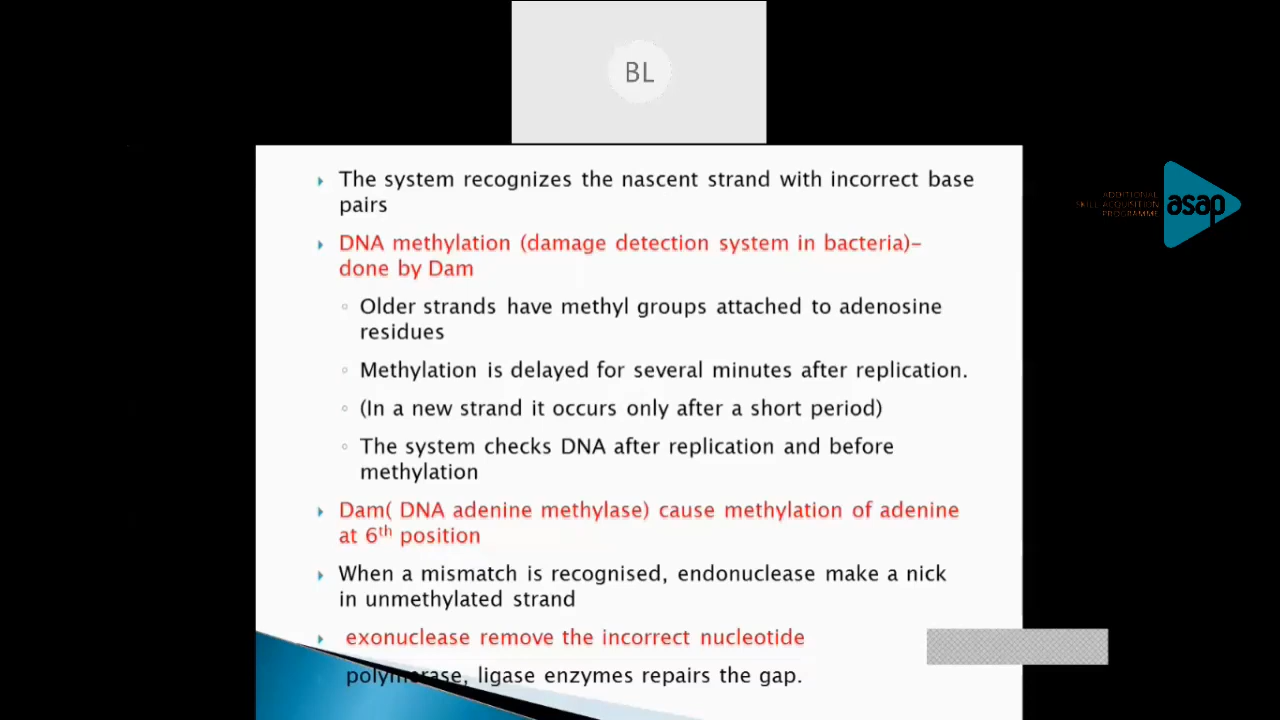 BL
The system recognizes the nascent strand with incorrect base
pairs
DNA methylation (damage detection system in bacteria)-
done by Dam
Older strands have methyl groups attached to adenosine
residues
Methylation is delayed for several minutes after replication.
(In a new strand it occurs only after a short period)
The system checks DNA after replication and before
methylation
Dam( DNA adenine methylase) cause methylation of adenine
at 6th position
When a mismatch is recognised, endonuclease make a nick
in unmethylated strand
exonuclease remove the incorrect nucleotide
polymerase, ligase enzymes repairs the gap.
ADDITIONAL
SKILL ACQUISITION
PROGRAMME
asap